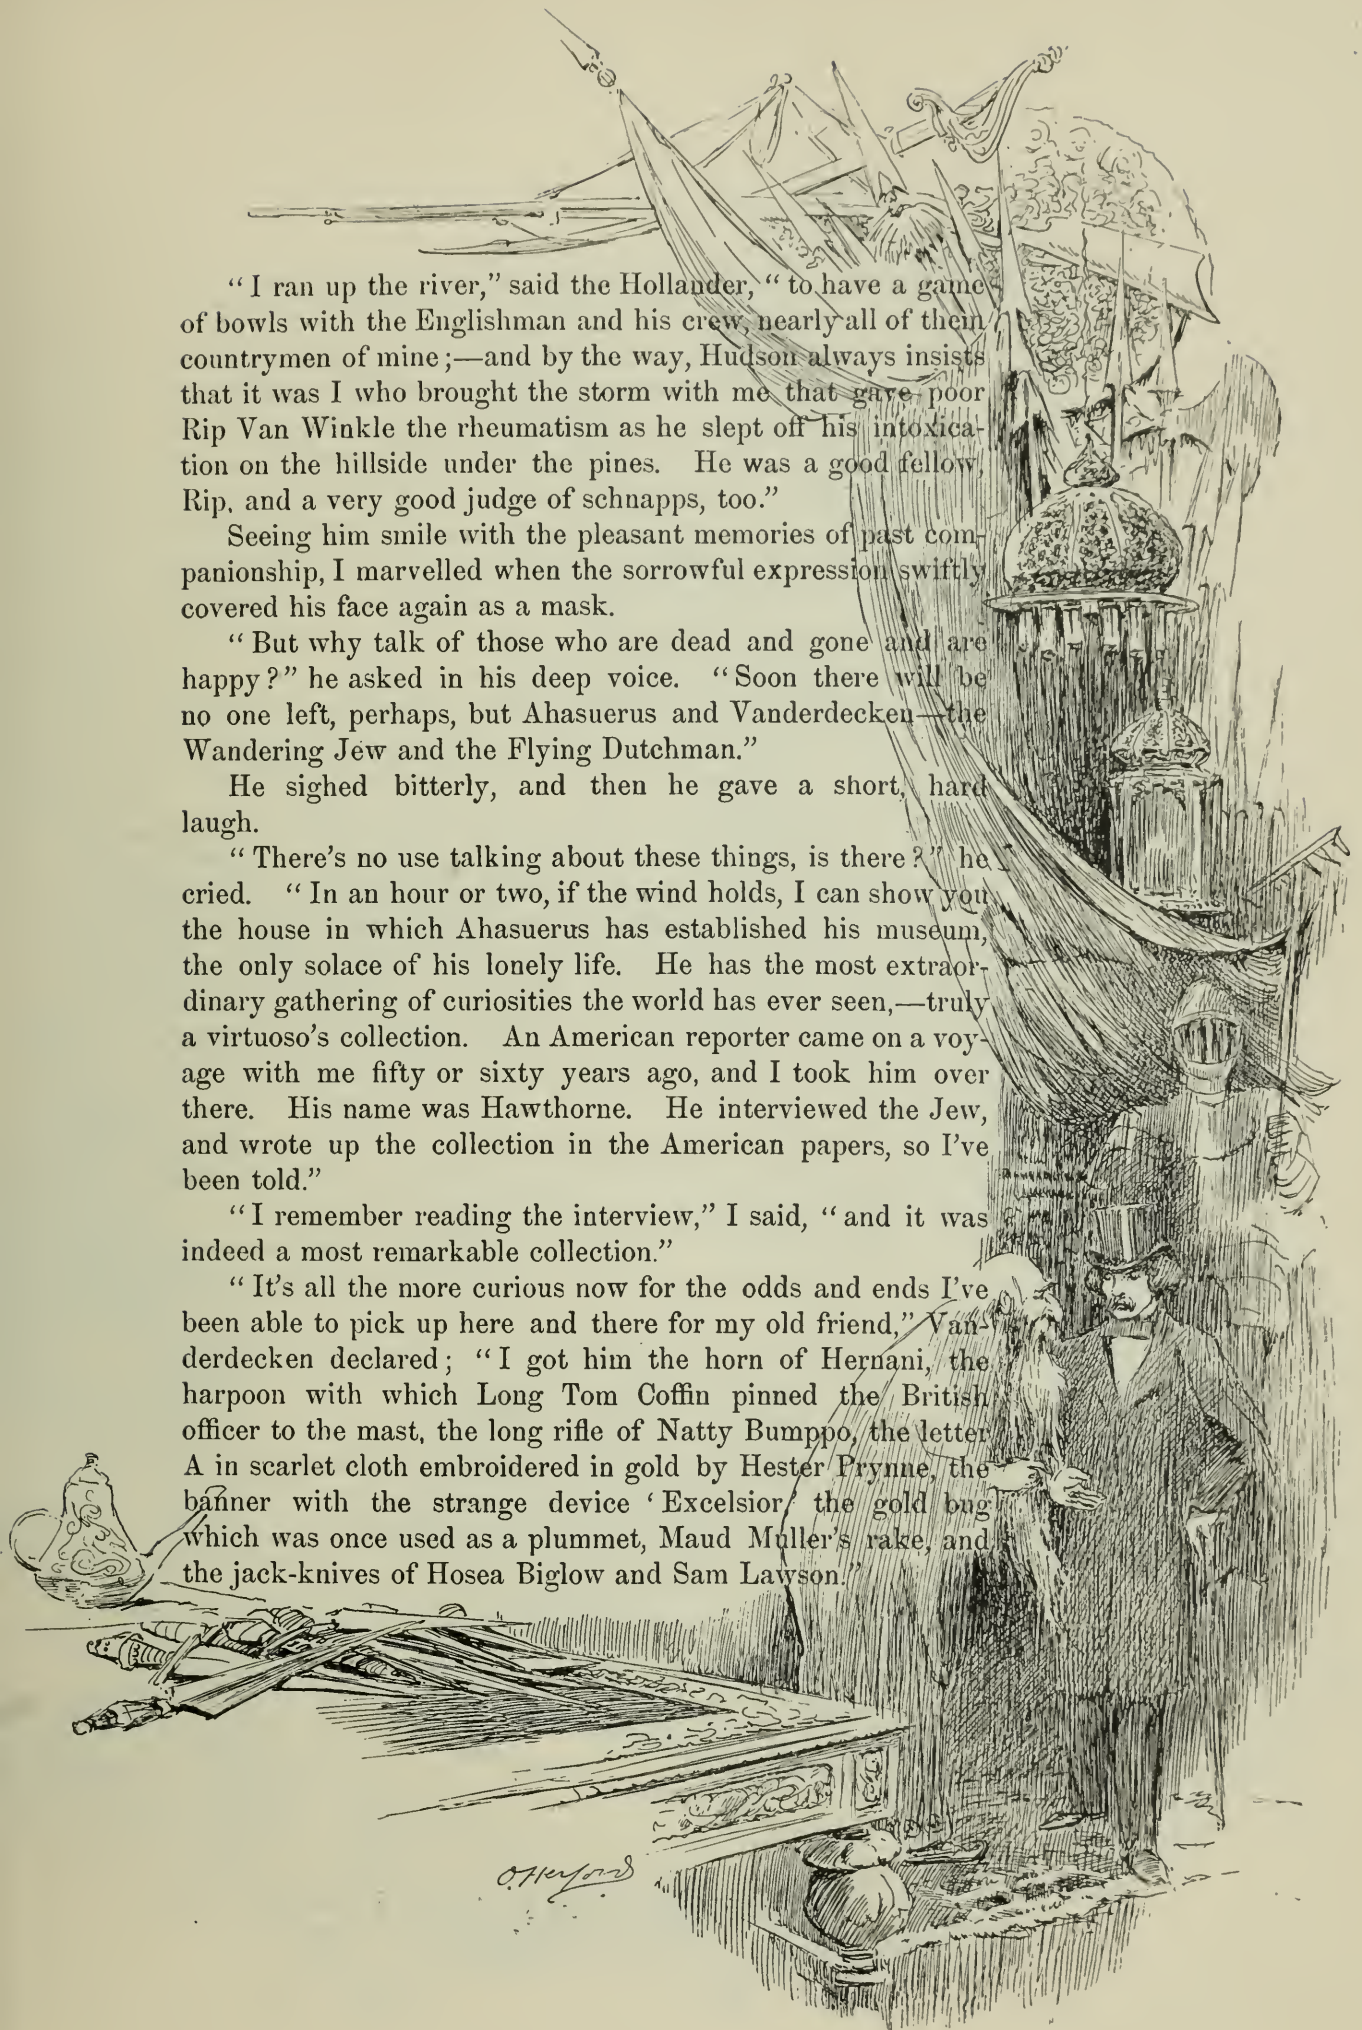 “I ran up the river,” said the Hollander, “to have a game
of bowls with the Englishman and his crew, nearly all of them
countrymen of mine;—and by the way, Hudson always insists
that it was I who brought the storm with me that gave poor
Rip Van Winkle the rheumatism as he slept off his intoxica-
tion on the hillside under the pines. He was a good fellow,
Rip, and a very good judge of schnapps, too.”
Seeing him smile with the pleasant memories of past com-
panionship, I marvelled when the sorrowful expression swiftly
covered his face again as a mask.
“But why talk of those who are dead and gone and are
happy?” he asked in his deep voice. “Soon there will be
no one left, perhaps, but Ahasuerus and Vanderdecken—the
Wandering Jew and the Flying Dutchman.”
He sighed bitterly, and then he gave a short, hard
laugh.
“There’s no use talking about these things, is there?” he
cried. “In an hour or two, if the wind holds, I can show you
the house in which Ahasuerus has established his museum,
the only solace of his lonely life. He has the most extraor-
dinary gathering of curiosities the world has ever seen,—truly
a virtuoso’s collection. An American reporter came on a voy-
age with me fifty or sixty years ago, and I took him over
there. His name was Hawthorne. He interviewed the Jew,
and wrote up the collection in the American papers, so I’ve
been told.”
“I remember reading the interview,” I said, “and it was
indeed a most remarkable collection.”
“It’s all the more curious now for the odds and ends I’ve
been able to pick up here and there for my old friend,” Van-
derdecken declared; “I got him the horn of Hernani, the
harpoon with which Long Tom Coffin pinned the British
officer to the mast, the long rifle of Natty Bumppo, the letter
A in scarlet cloth embroidered in gold by Hester Prynne, the
banner with the strange device ‘Excelsior,’ the gold bug
which was once used as a plummet, Maud Muller’s rake, and
the jack-knives of Hosea Biglow and Sam Lawson.”
O. Herford